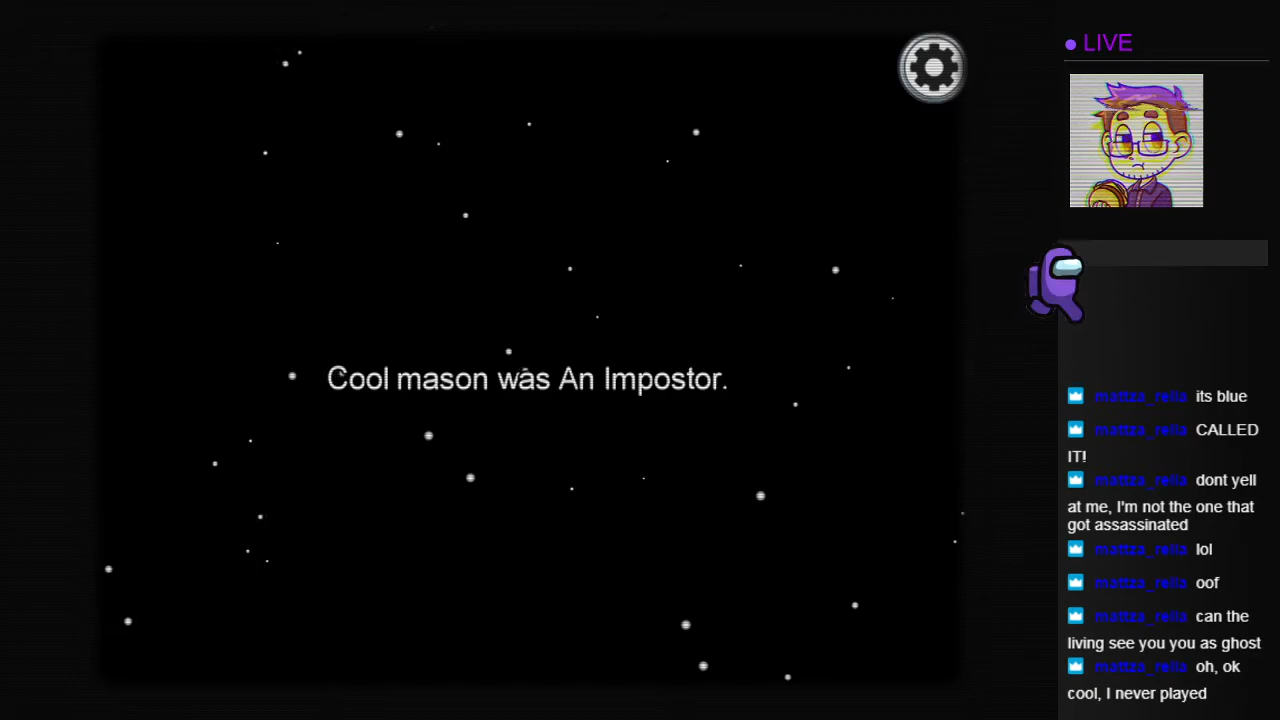 LIVE
Cool mason was An Impostor.
mattza_rella its blue
mattza_rella CALLED
IT!
mattza_rella dont yell
at me, I'm not the one that
got assassinated
mattza_rella lol
mattza_rella oof
mattza_rella can the
living see you you as ghost
mattza_rella oh, ok
cool, I never played